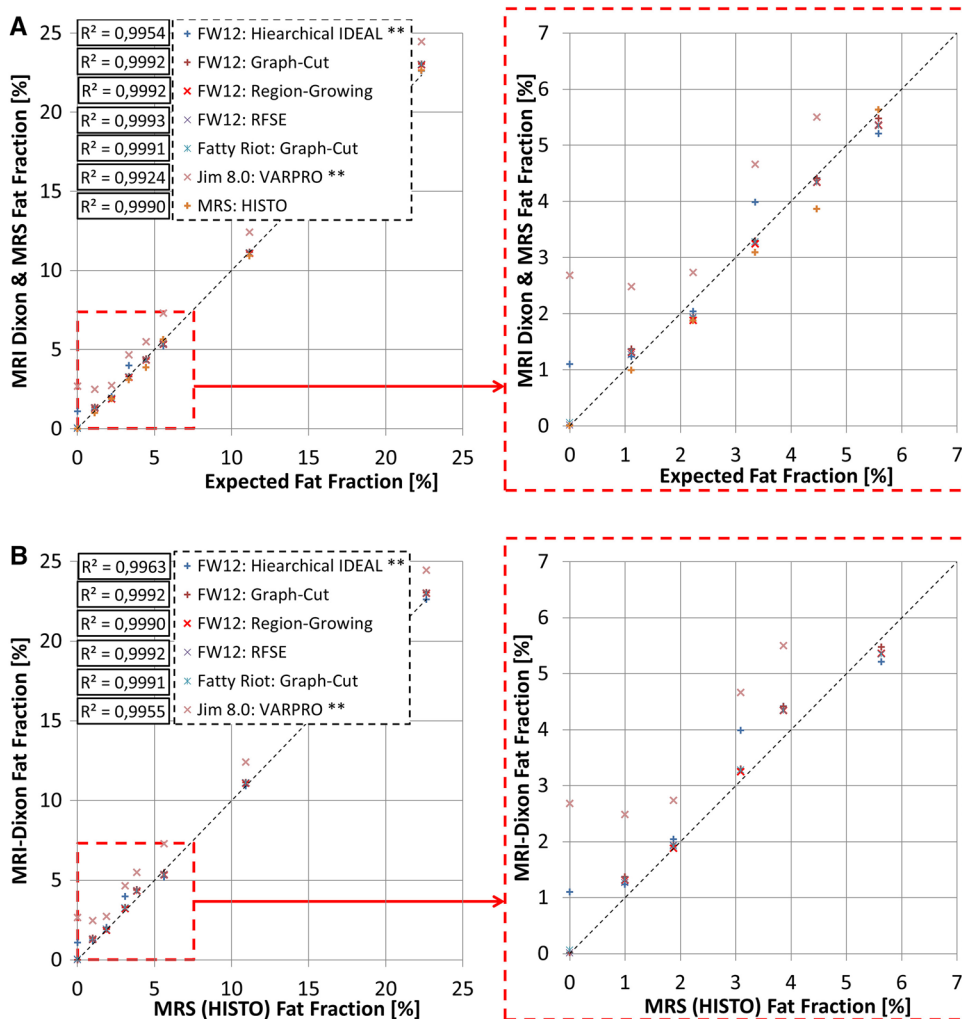 A
MRI Dixon & MRS Fat Fraction [%]
25
20
15
10
5
0
0 5 10 15 20 25
Expected Fat Fraction [%]
R² = 0,9954 FW12: Hiearchical IDEAL **
R² = 0,9992 FW12: Graph-Cut
R² = 0,9992 FW12: Region-Growing
R² = 0,9993 FW12: RFSE
R² = 0,9991 Fatty Riot: Graph-Cut
R² = 0,9924 Jim 8.0: VARPRO **
R² = 0,9990 MRS: HISTO
MRI Dixon & MRS Fat Fraction [%]
7
6
5
4
3
2
1
0
0 1 2 3 4 5 6 7
Expected Fat Fraction [%]
B
MRI-Dixon Fat Fraction [%]
25
20
15
10
5
0
0 5 10 15 20 25
MRS (HISTO) Fat Fraction [%]
R² = 0,9963 FW12: Hiearchical IDEAL **
R² = 0,9992 FW12: Graph-Cut
R² = 0,9990 FW12: Region-Growing
R² = 0,9992 FW12: RFSE
R² = 0,9991 Fatty Riot: Graph-Cut
R² = 0,9955 Jim 8.0: VARPRO **
MRI-Dixon Fat Fraction [%]
7
6
5
4
3
2
1
0
0 1 2 3 4 5 6 7
MRS (HISTO) Fat Fraction [%]